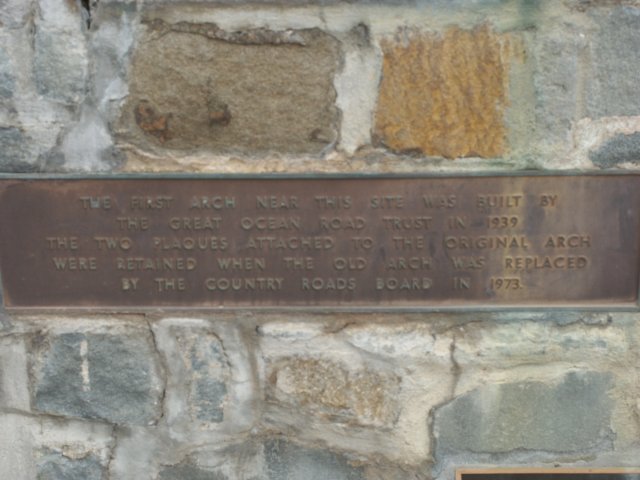 THE FIRST ARCH NEAR THIS SITE WAS BUILT BY
THE GREAT OCEAN ROAD TRUST IN 1939
THE TWO PLAQUES ATTACHED TO THE ORIGINAL ARCH
WERE RETAINED WHEN THE OLD ARCH WAS REPLACED
BY THE COUNTRY ROADS BOARD IN 1973.